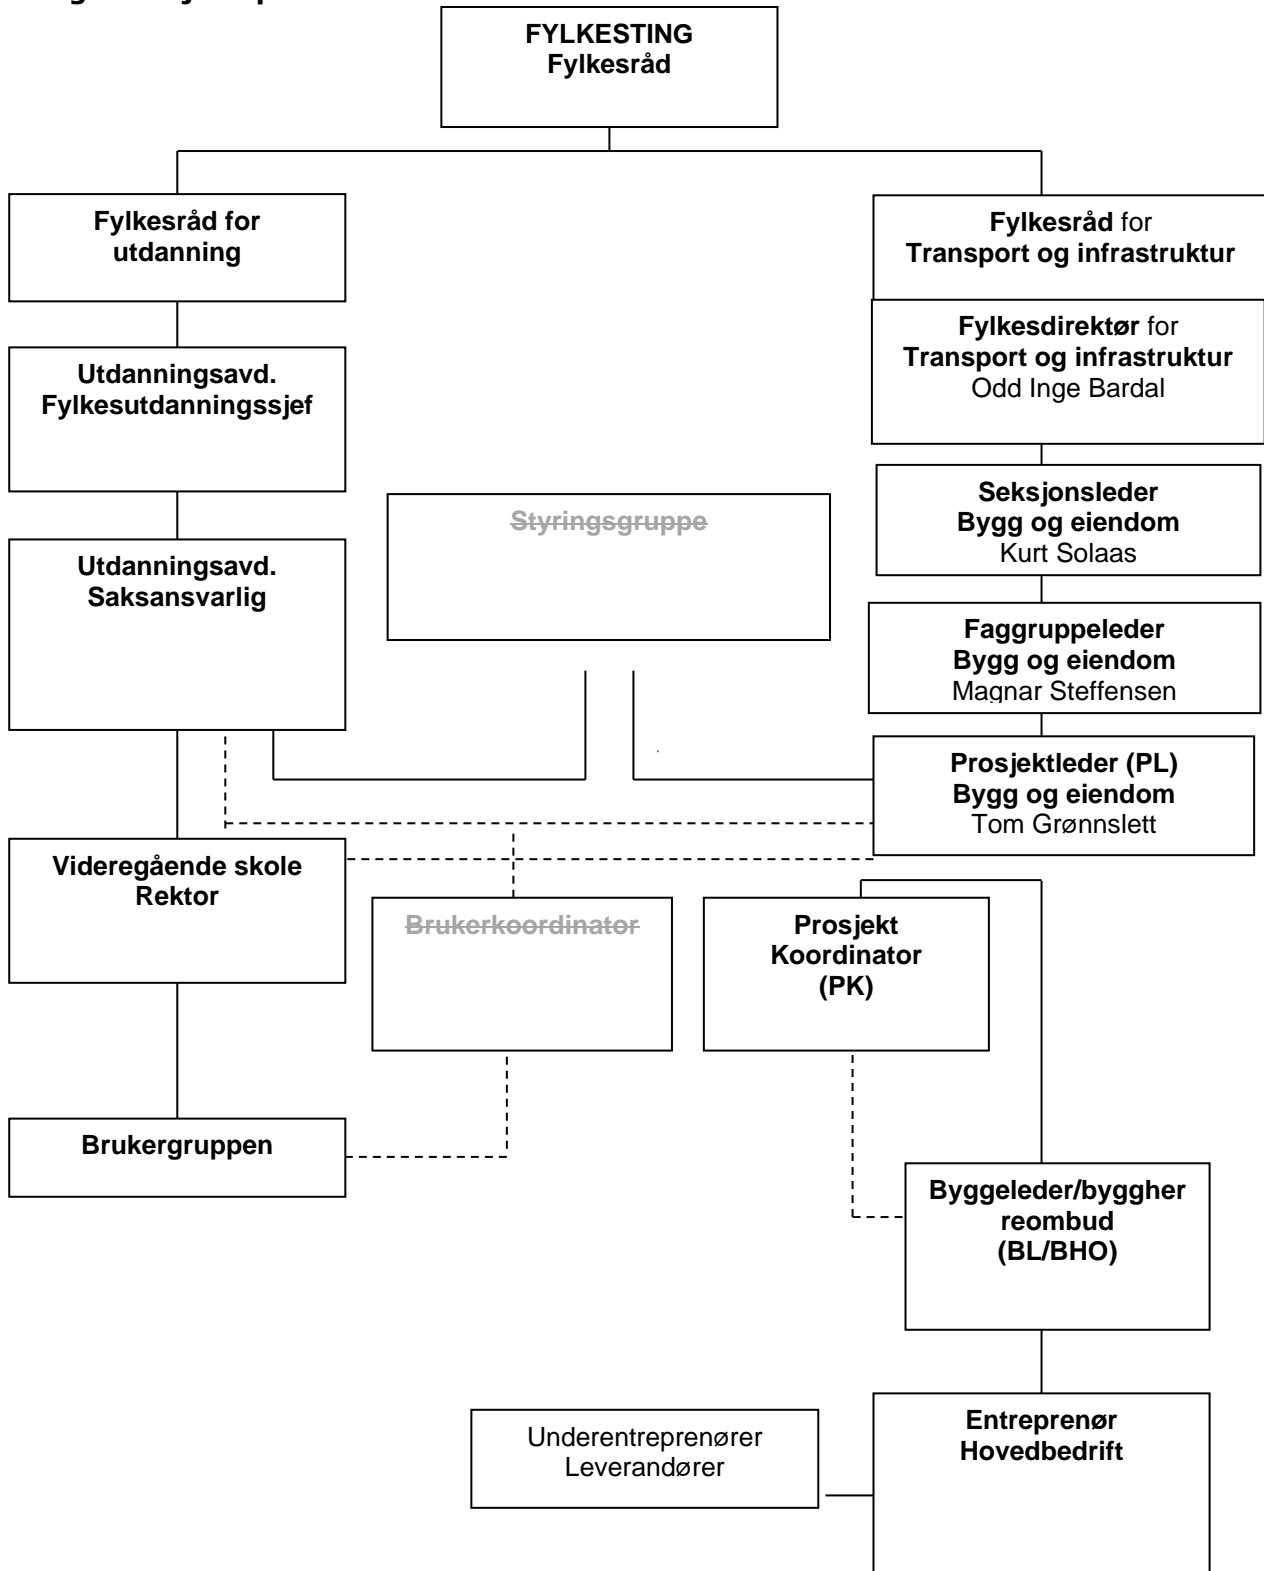 FYLKESTING
Fylkesråd
Fylkesråd for
utdanning
Fylkesråd for
Transport og infrastruktur
Fylkesdirektør for
Transport og infrastruktur
Odd Inge Bardal
Utdanningsavd.
Fylkesutdanningssjef
Seksjonsleder
Bygg og eiendom
Kurt Solaas
Styringsgruppe
Utdanningsavd.
Saksansvarlig
Faggruppeleder
Bygg og eiendom
Magnar Steffensen
Prosjektleder (PL)
Bygg og eiendom
Tom Grønnslett
Videregående skole
Rektor
Brukerkoordinator
Prosjekt
Koordinator
(PK)
Brukergruppen
Byggeleder/byggher
reombud
(BL/BHO)
Underentreprenører
Leverandører
Entreprenør
Hovedbedrift